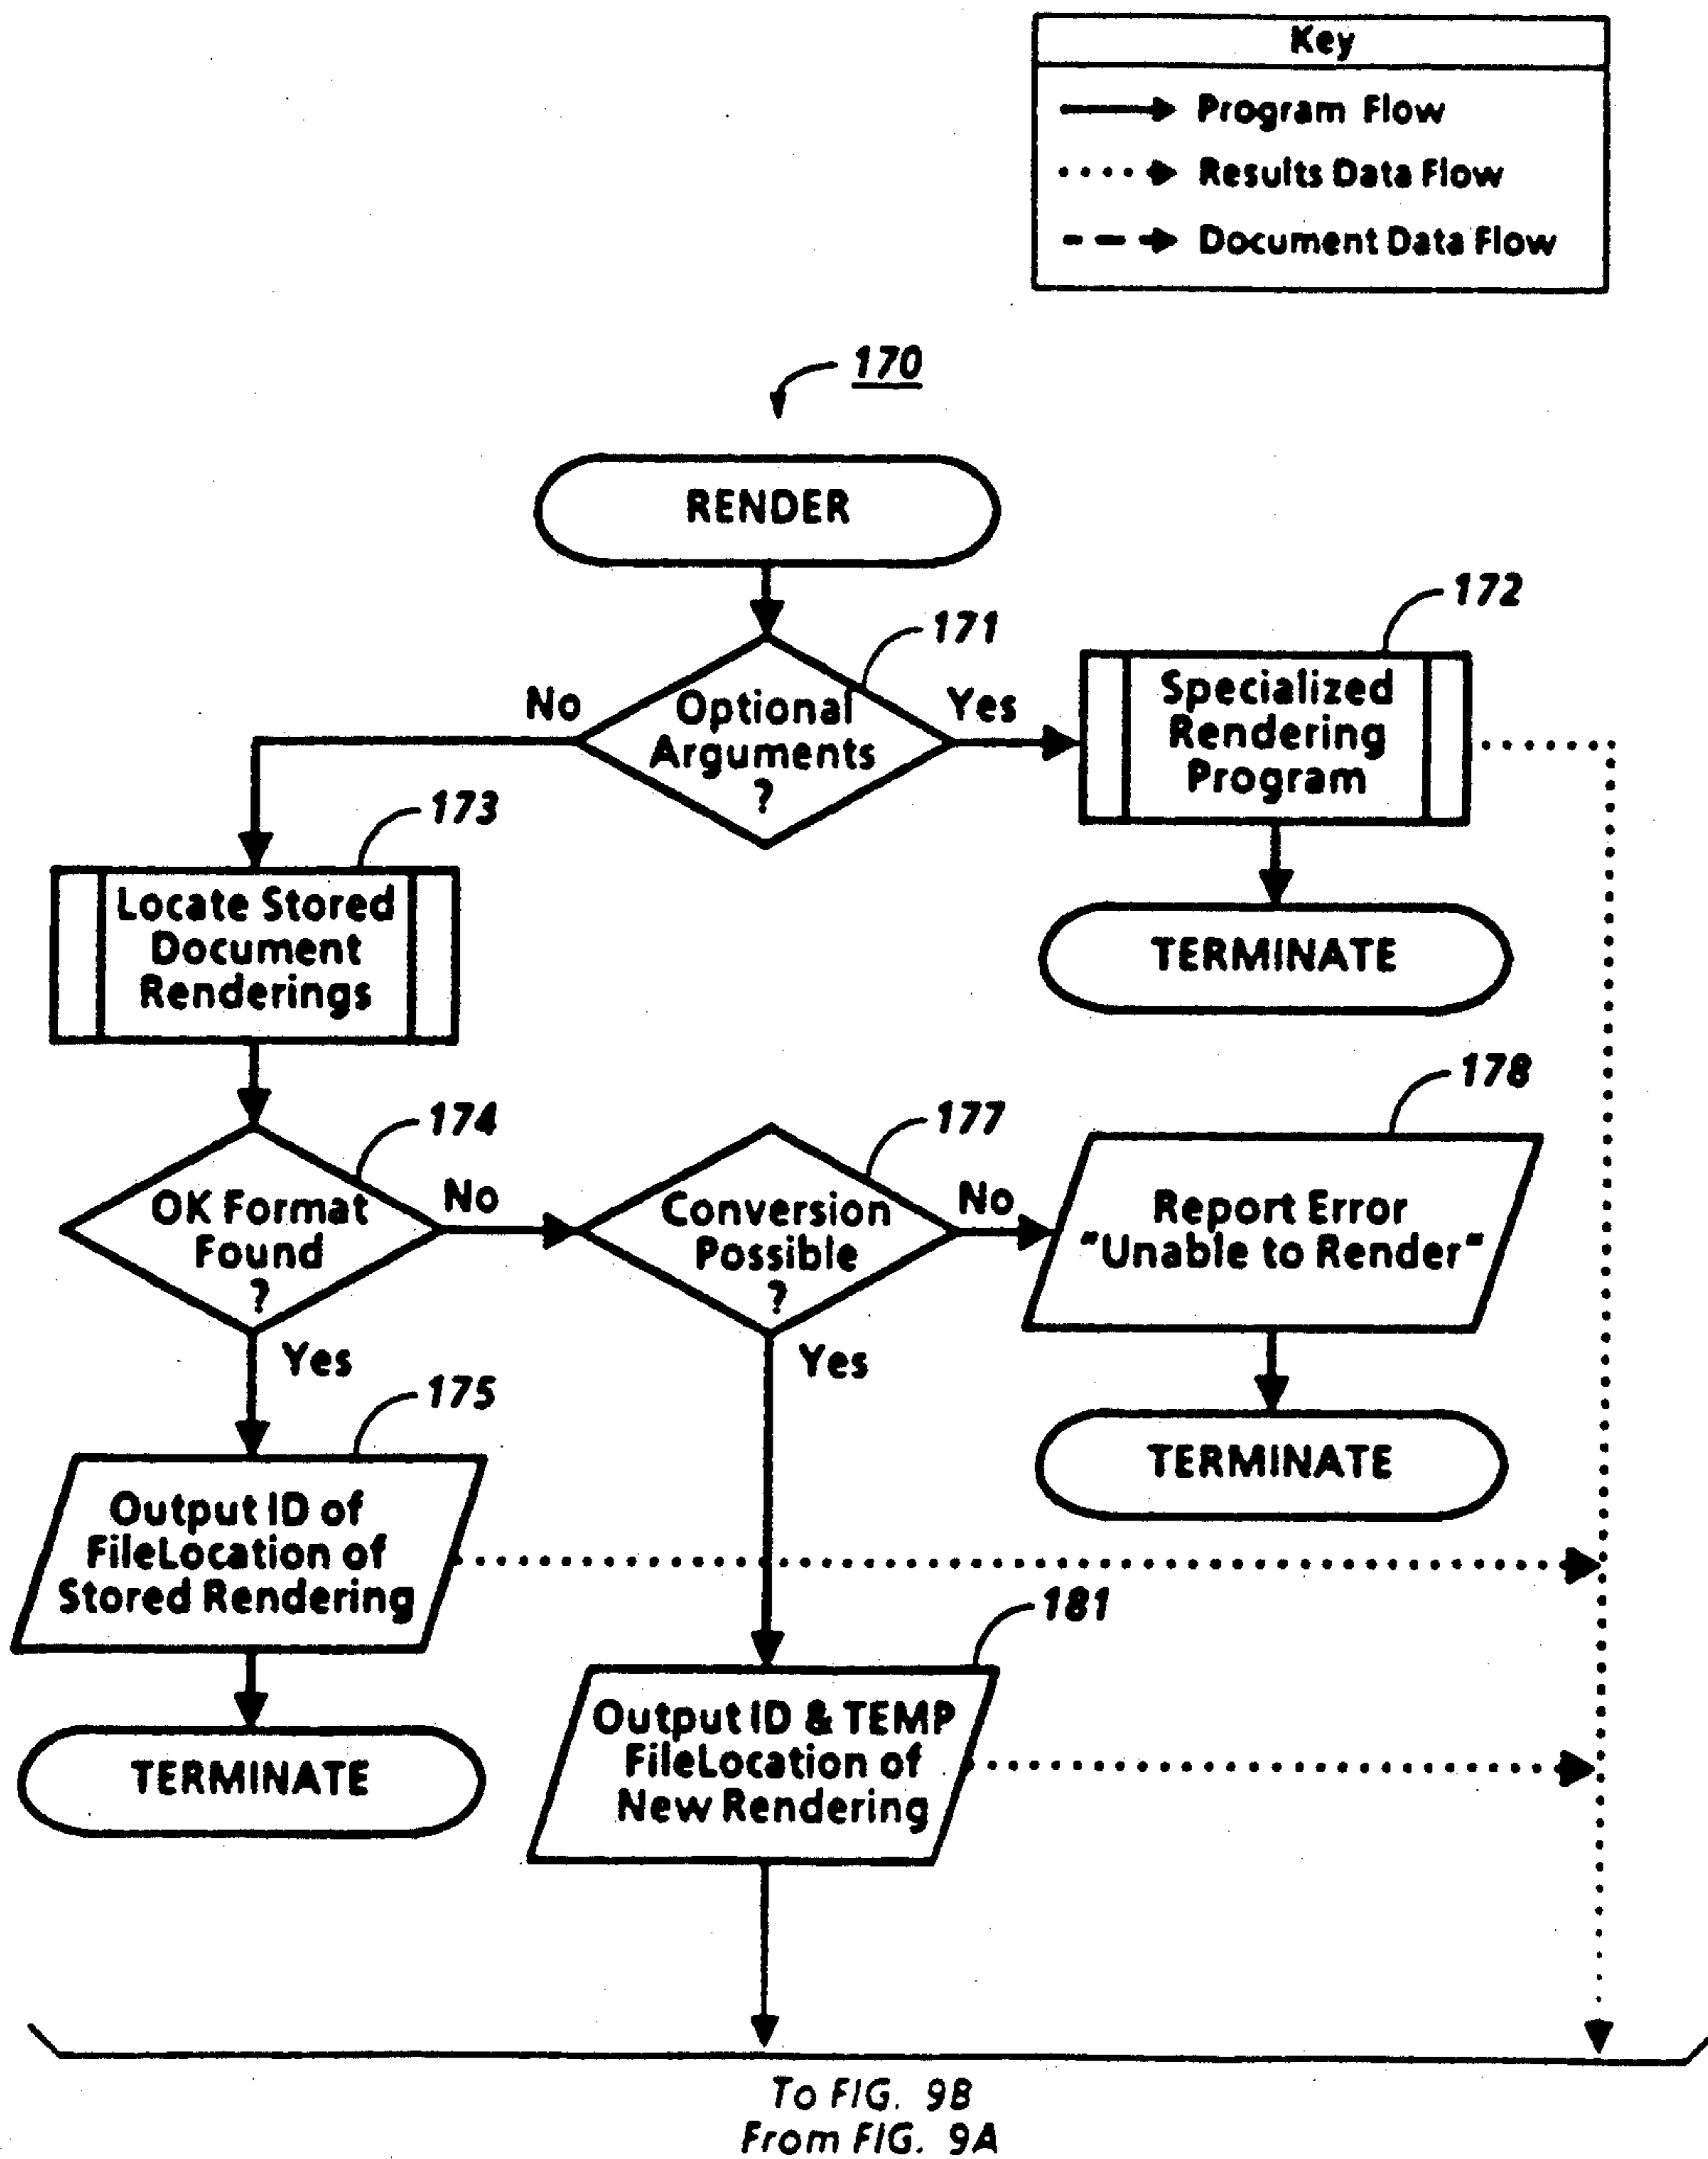 Key
Program Flow
Results Data Flow
Document Data Flow
170
RENDER
171
172
No
Optional
Arguments
?
Yes
Specialized
Rendering
Program
173
Locate Stored
Document
Renderings
TERMINATE
174
177
178
OK Format
Found
?
No
Conversion
Possible
?
No
Report Error
"Unable to Render"
Yes
Yes
175
TERMINATE
Output ID of
FileLocation of
Stored Rendering
181
Output ID & TEMP
FileLocation of
New Rendering
TERMINATE
To FIG. 9B
From FIG. 9A